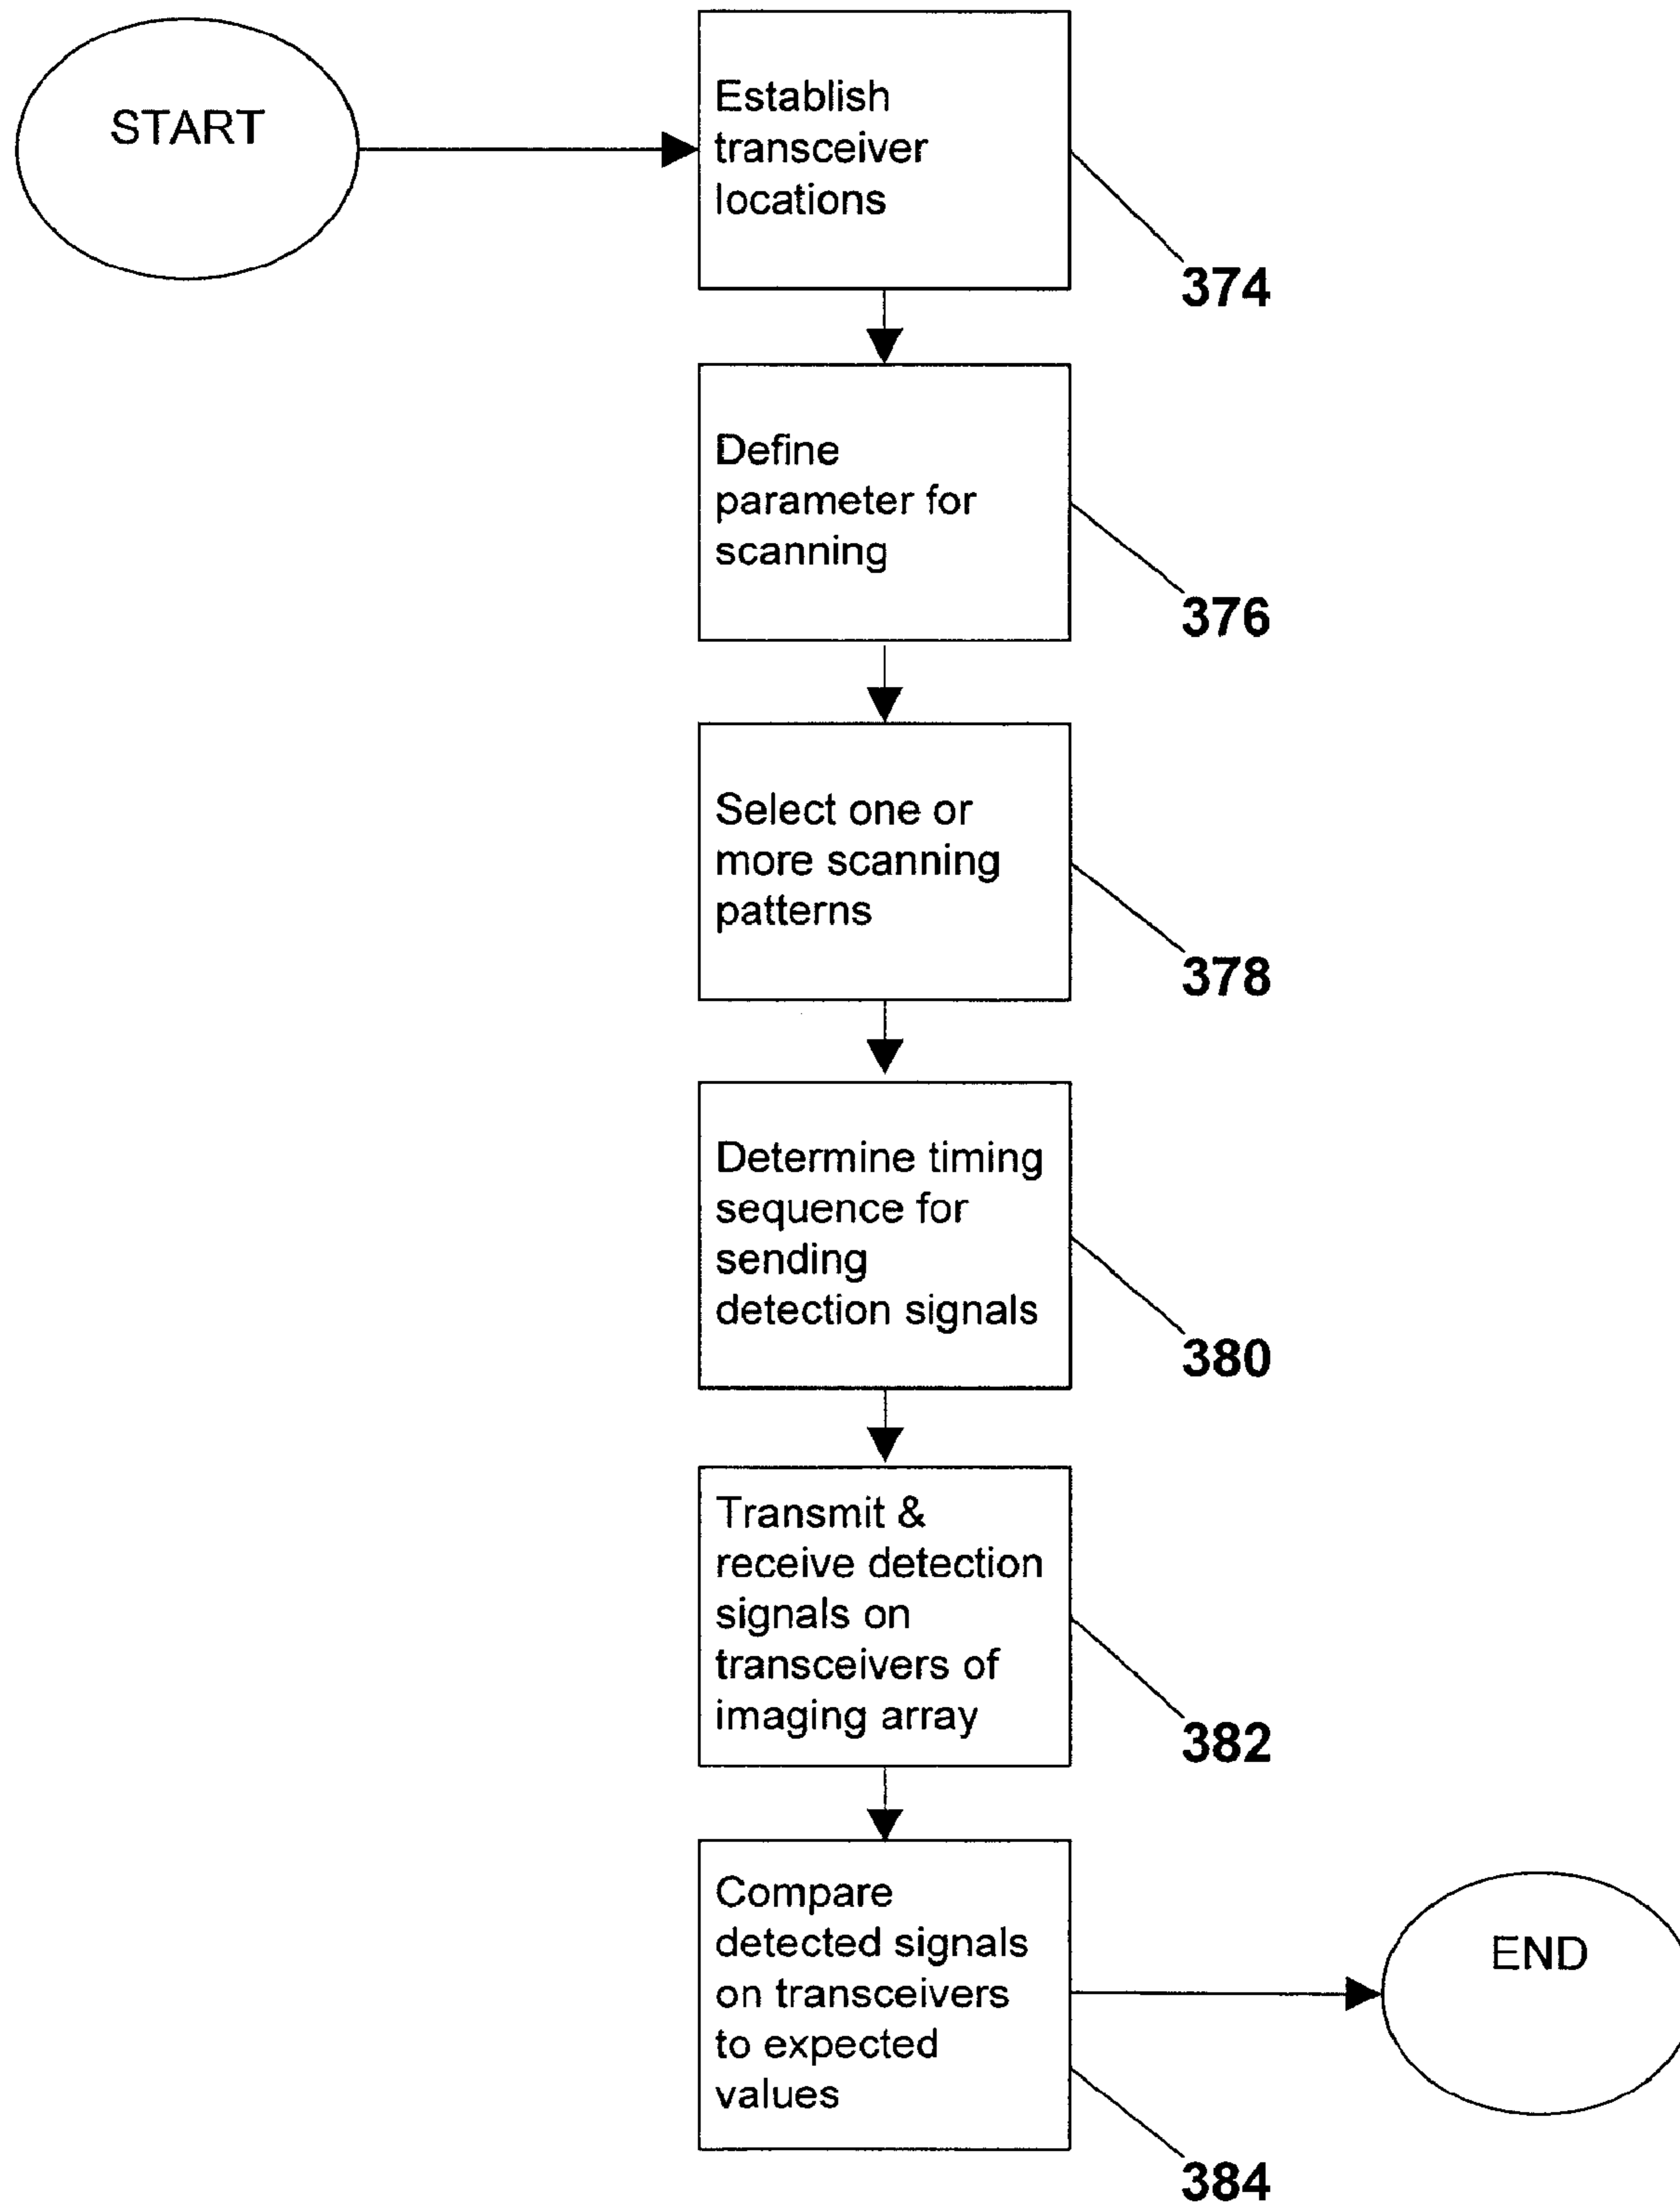 START
Establish
transceiver
locations
374
Define
parameter for
scanning
376
Select one or
more scanning
patterns
378
Determine timing
sequence for
sending
detection signals
380
Transmit &
receive detection
signals on
transceivers of
imaging array
382
Compare
detected signals
on transceivers
to expected
values
384
END